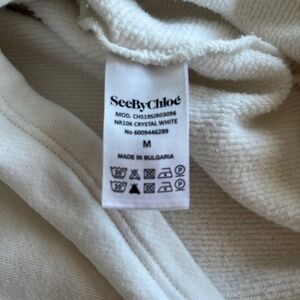 SeeByChloé
MOD. CHS19SJR03096
NR106 CRYSTAL WHITE
No 6009446289
M
MADE IN BULGARIA